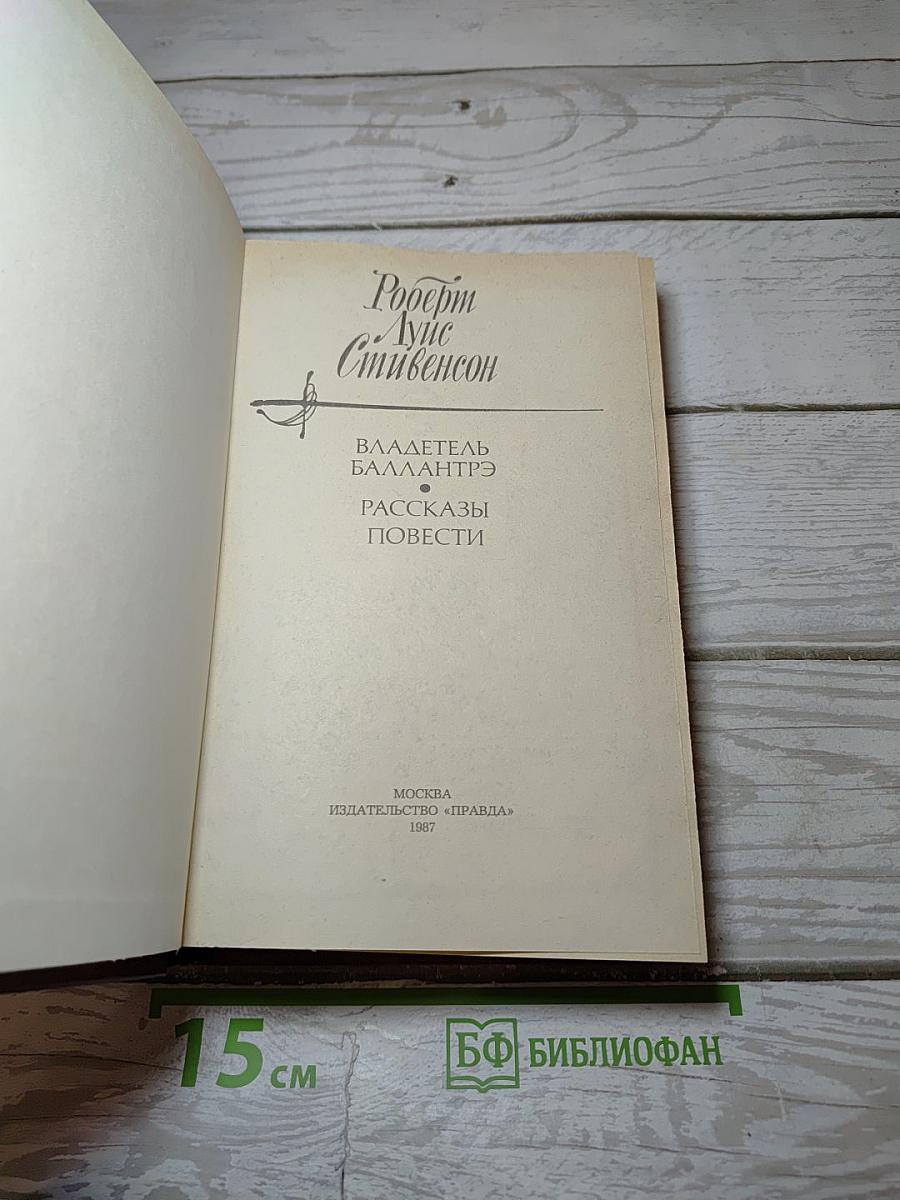 Роберт
Луис
Стивенсон
ВЛАДЕТЕЛЬ
БАЛЛАНТРЭ
•
РАССКАЗЫ
ПОВЕСТИ
МОСКВА
ИЗДАТЕЛЬСТВО «ПРАВДА»
1987
15 см
БФ БИБЛИОФАН